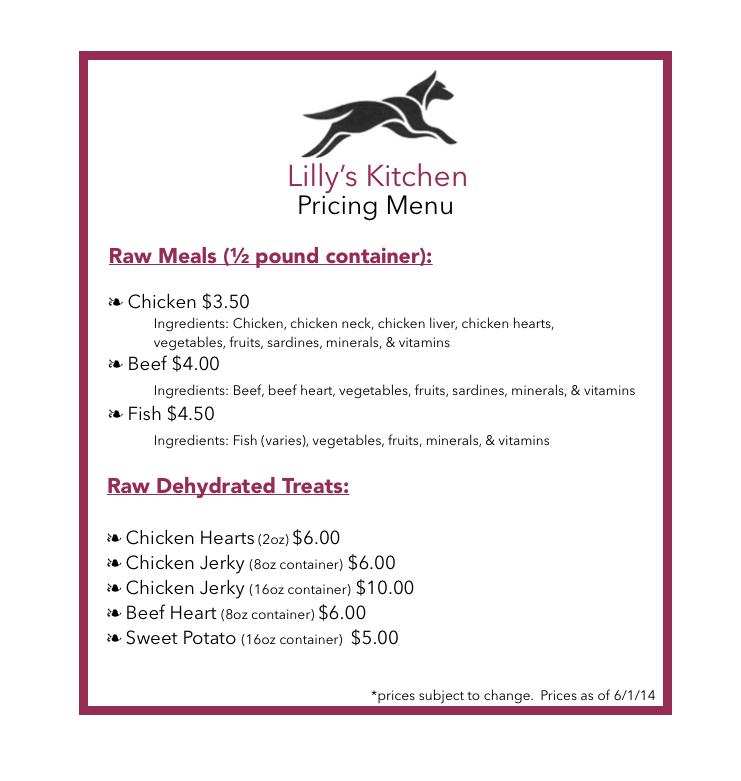 Lilly's Kitchen
Pricing Menu
Raw Meals (½ pound container):
❧ Chicken $3.50
Ingredients: Chicken, chicken neck, chicken liver, chicken hearts,
vegetables, fruits, sardines, minerals, & vitamins
❧ Beef $4.00
Ingredients: Beef, beef heart, vegetables, fruits, sardines, minerals, & vitamins
❧ Fish $4.50
Ingredients: Fish (varies), vegetables, fruits, minerals, & vitamins
Raw Dehydrated Treats:
❧ Chicken Hearts (2oz) $6.00
❧ Chicken Jerky (8oz container) $6.00
❧ Chicken Jerky (16oz container) $10.00
❧ Beef Heart (8oz container) $6.00
❧ Sweet Potato (16oz container) $5.00
*prices subject to change. Prices as of 6/1/14